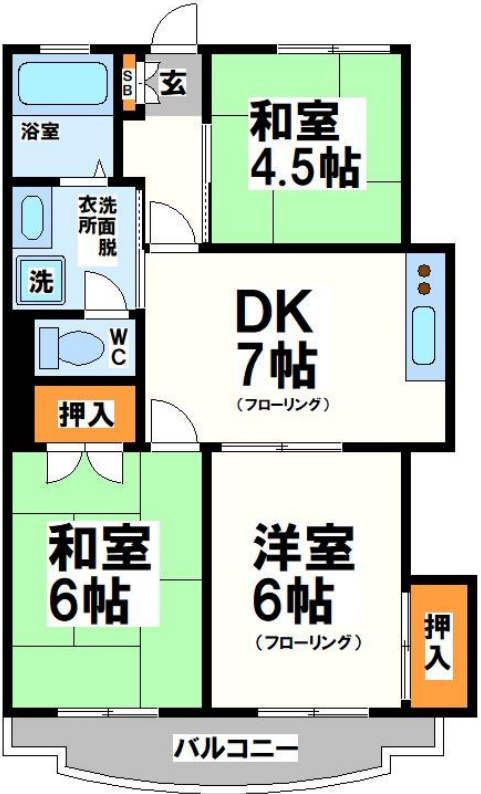 SB
玄
浴室
和室
4.5帖
洗面脱
衣所
洗
DK
7帖
(フローリング)
WC
押入
和室
6帖
洋室
6帖
(フローリング)
押入
バルコニー